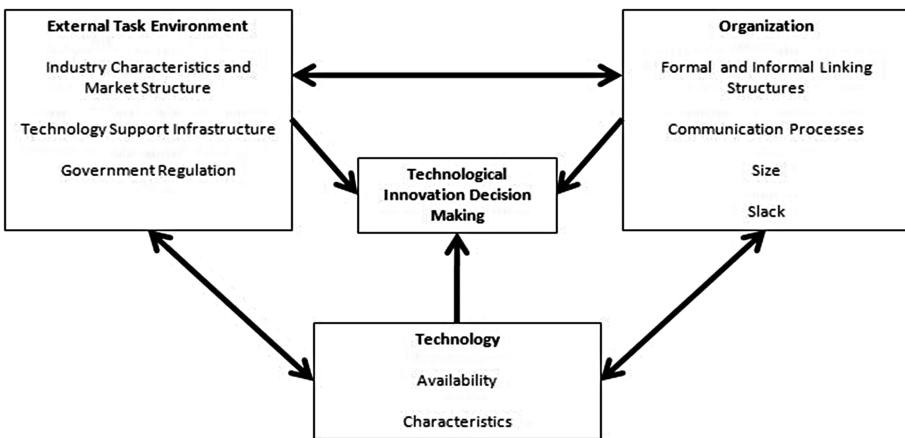 External Task Environment
Industry Characteristics and
Market Structure
Technology Support Infrastructure
Government Regulation
Organization
Formal and Informal Linking
Structures
Communication Processes
Size
Slack
Technological
Innovation Decision
Making
Technology
Availability
Characteristics